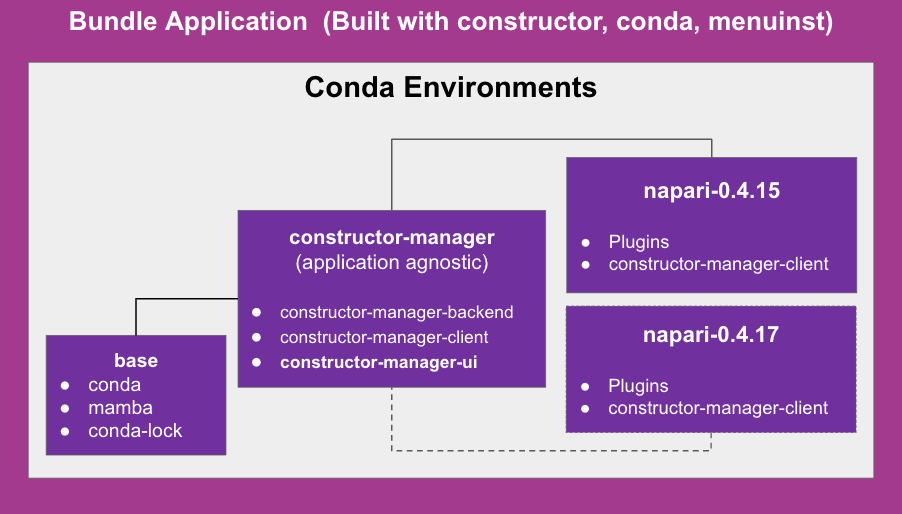 Bundle Application  (Built with constructor, conda, menuinst)
Conda Environments
napari-0.4.15
● Plugins
● constructor-manager-client
constructor-manager
(application agnostic)
● constructor-manager-backend
● constructor-manager-client
● constructor-manager-ui
napari-0.4.17
● Plugins
● constructor-manager-client
base
● conda
● mamba
● conda-lock